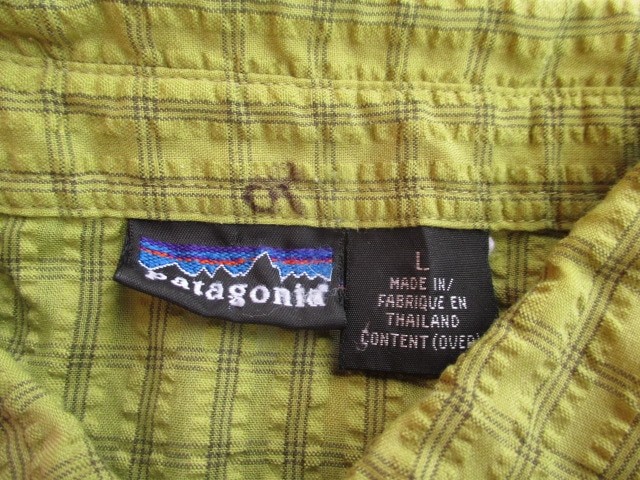 patagonia
L
MADE IN/
FABRIQUE EN
THAILAND
CONTENT (OVER)